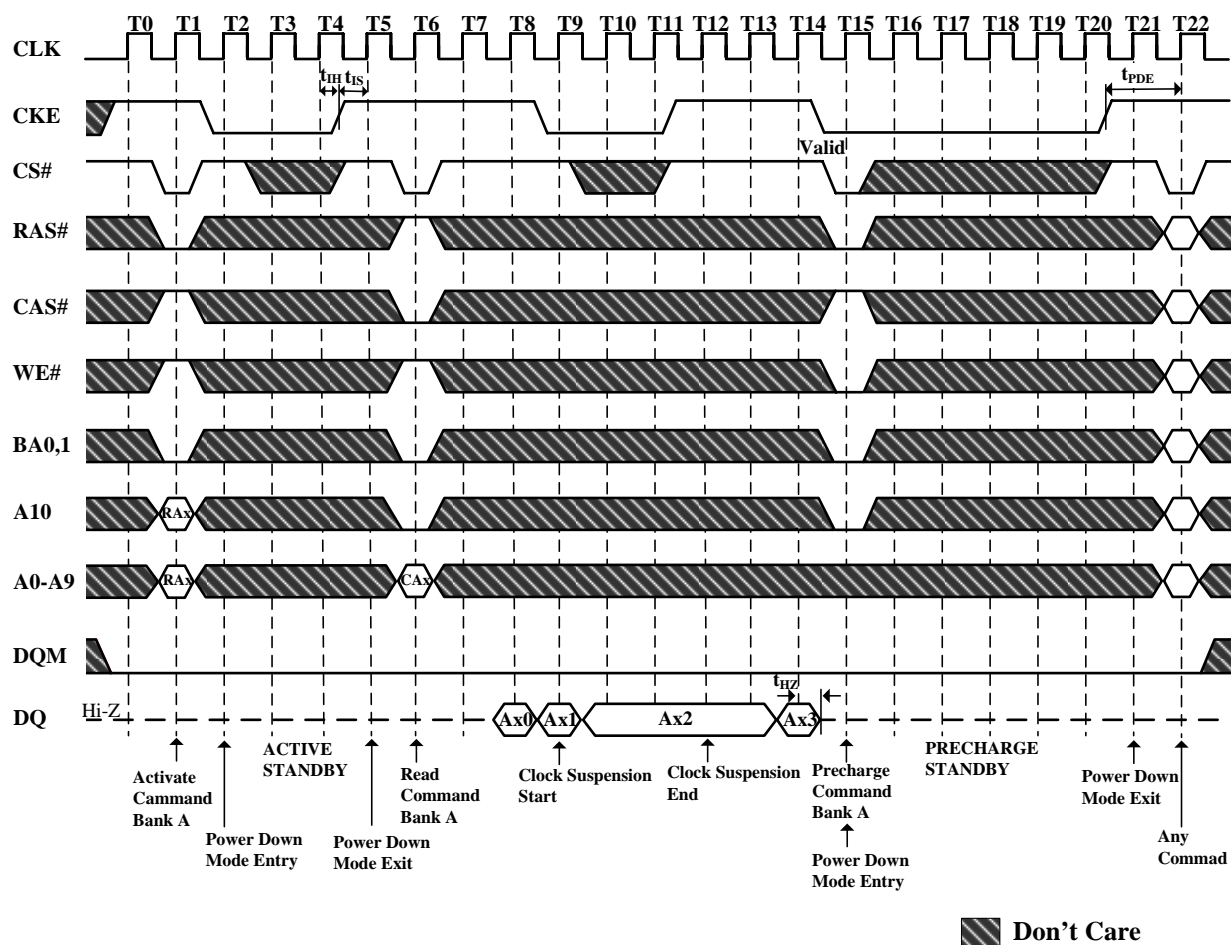 T0 T1 T2 T3 T4 T5 T6 T7 T8 T9 T10 T11 T12 T13 T14 T15 T16 T17 T18 T19 T20 T21 T22
CLK
tIH tIS
tPDE
CKE
Valid
CS#
RAS#
CAS#
WE#
BA0,1
A10
RAx
A0-A9
RAx
CAx
DQM
tHZ
DQ
Hi-Z
Ax0 Ax1 Ax2 Ax3
Activate
Cammand
Bank A
Power Down
Mode Entry
ACTIVE
STANDBY
Power Down
Mode Exit
Read
Command
Bank A
Clock Suspension
Start
Clock Suspension
End
Precharge
Command
Bank A
Power Down
Mode Entry
PRECHARGE
STANDBY
Power Down
Mode Exit
Any
Commad
Don't Care